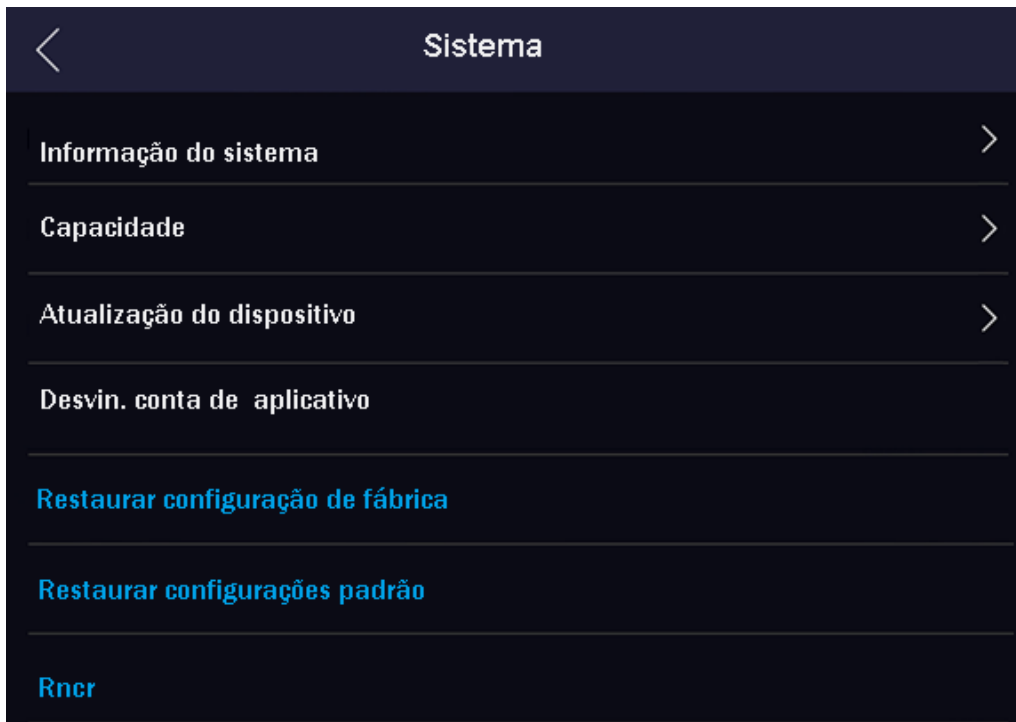 Sistema
Informação do sistema
Capacidade
Atualização do dispositivo
Desvin. conta de aplicativo
Restaurar configuração de fábrica
Restaurar configurações padrão
Rncr